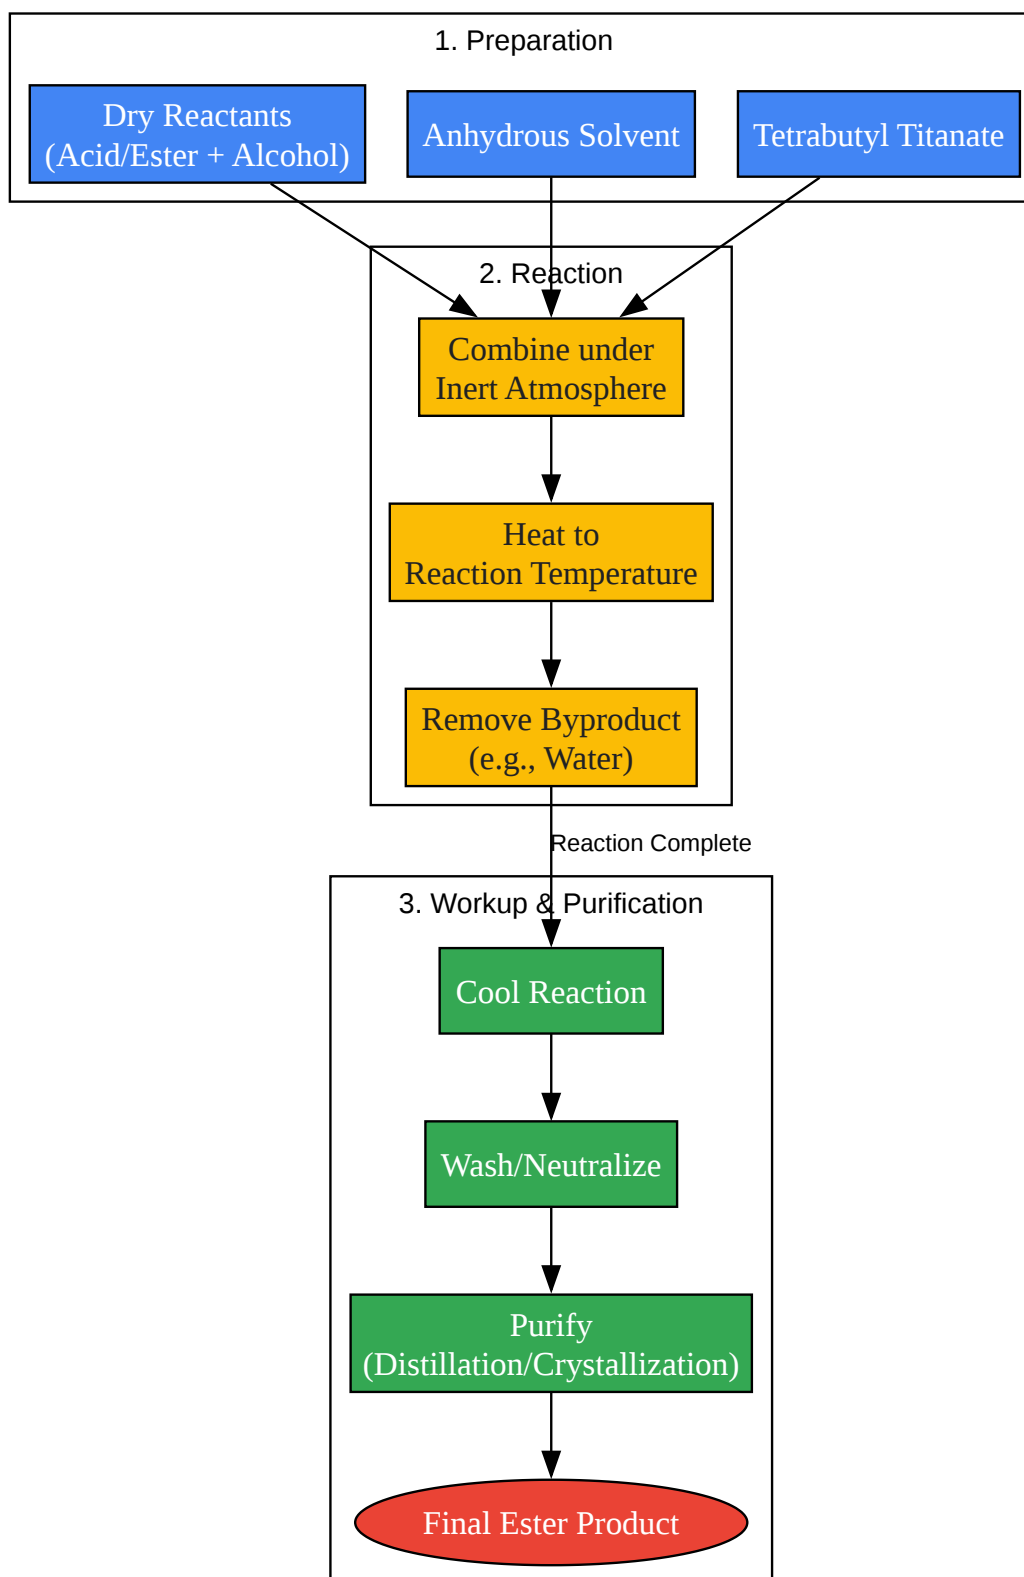 1. Preparation
Dry Reactants
(Acid/Ester + Alcohol)
Anhydrous Solvent
Tetrabutyl Titanate
2. Reaction
Combine under
Inert Atmosphere
Heat to
Reaction Temperature
Remove Byproduct
(e.g., Water)
Reaction Complete
3. Workup & Purification
Cool Reaction
Wash/Neutralize
Purify
(Distillation/Crystallization)
Final Ester Product